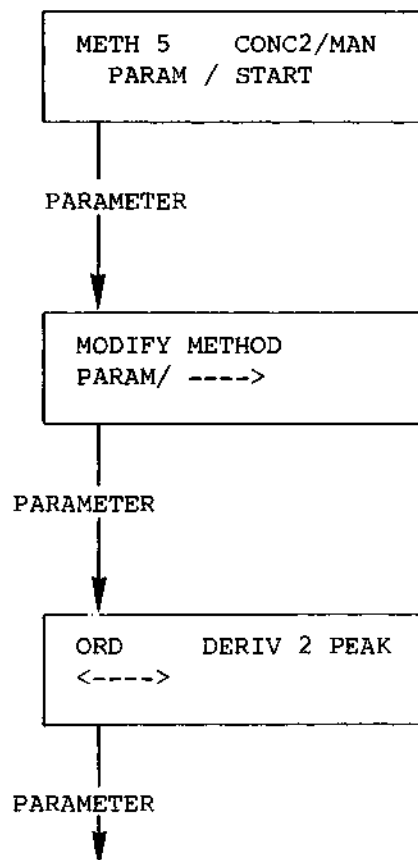 METH 5 CONC2/MAN
PARAM / START
PARAMETER
MODIFY METHOD
PARAM/ ---->
PARAMETER
ORD DERIV 2 PEAK
<---->
PARAMETER